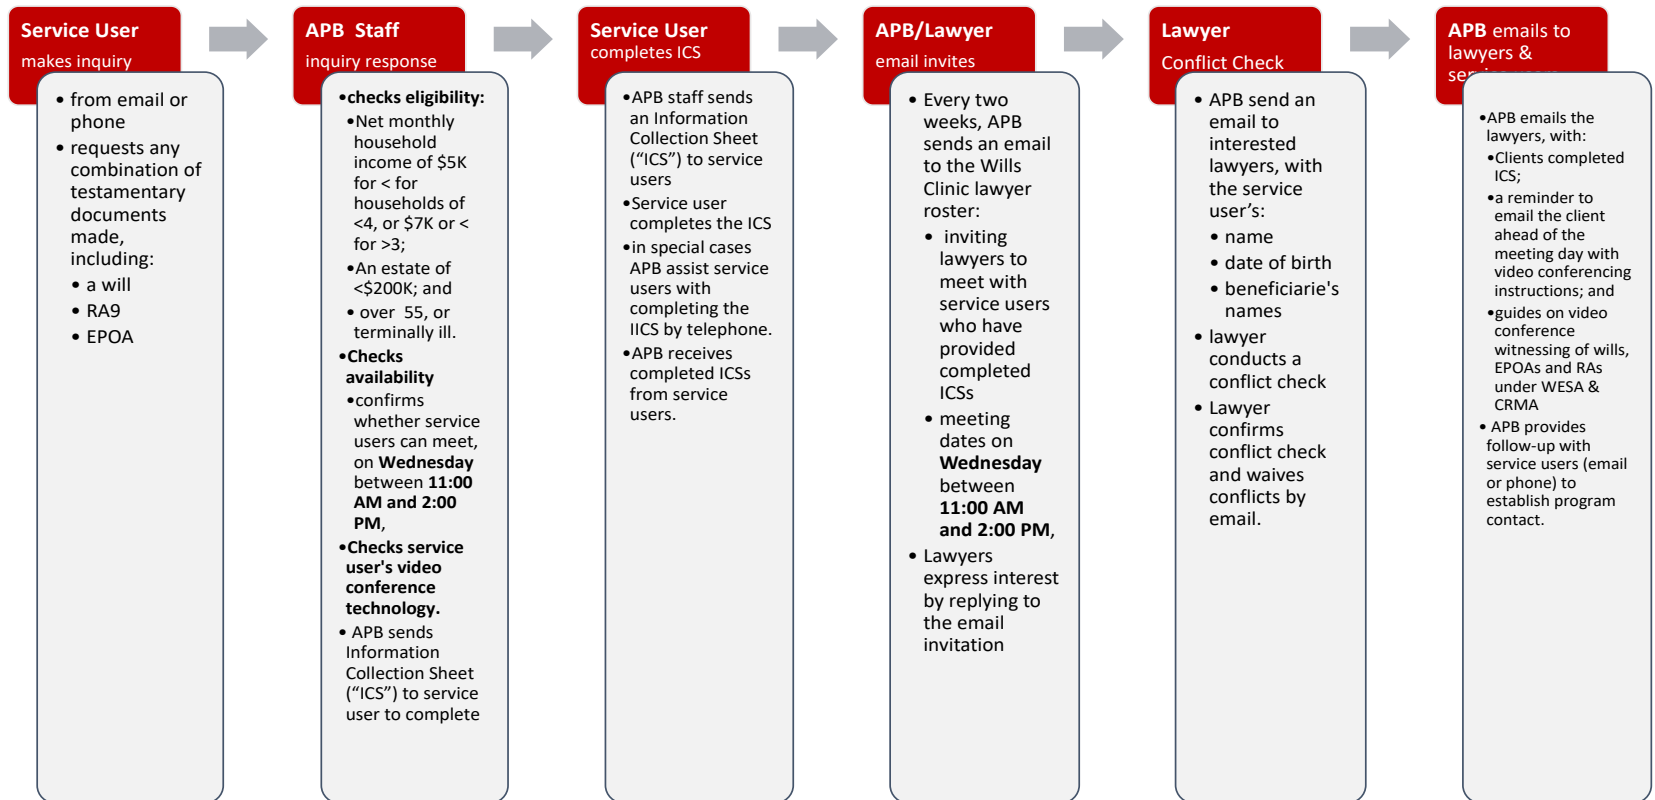 Service User
makes inquiry
• from email or
phone
• requests any
combination of
testamentary
documents
made,
including:
• a will
• RA9
• EPOA
APB Staff
inquiry response
•checks eligibility:
•Net monthly
household
income of $5K
for < for
households of
<4, or $7K or <
for >3;
•An estate of
<$200K; and
• over 55, or
terminally ill.
•Checks
availability
•confirms
whether service
users can meet,
on Wednesday
between 11:00
AM and 2:00
PM,
•Checks service
user's video
conference
technology.
• APB sends
Information
Collection Sheet
(“ICS”) to service
user to complete
Service User
completes ICS
•APB staff sends
an Information
Collection Sheet
(“ICS”) to service
users
•Service user
completes the ICS
•in special cases
APB assist service
users with
completing the
IICS by telephone.
•APB receives
completed ICSs
from service
users.
APB/Lawyer
email invites
• Every two
weeks, APB
sends an email
to the Wills
Clinic lawyer
roster:
• inviting
lawyers to
meet with
service users
who have
provided
completed
ICSs
• meeting
dates on
Wednesday
between
11:00 AM
and 2:00 PM,
• Lawyers
express interest
by replying to
the email
invitation
Lawyer
Conflict Check
• APB send an
email to
interested
lawyers, with
the service
user’s:
• name
• date of birth
• beneficiarie's
names
• lawyer
conducts a
conflict check
• Lawyer
confirms
conflict check
and waives
conflicts by
email.
APB emails to
lawyers &
•APB emails the
lawyers, with:
•Clients completed
ICS;
•a reminder to
email the client
ahead of the
meeting day with
video conferencing
instructions; and
•guides on video
conference
witnessing of wills,
EPOAs and RAs
under WESA &
CRMA
• APB provides
follow-up with
service users (email
or phone) to
establish program
contact.